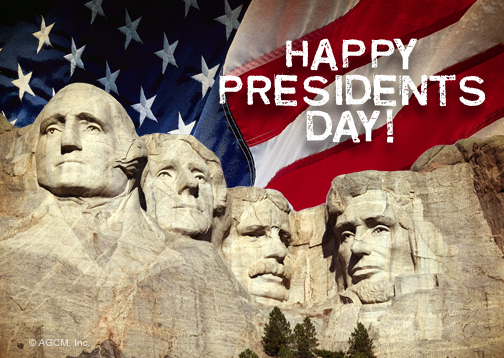 HAPPY
PRESIDENTS
DAY!
© AGCM, Inc.